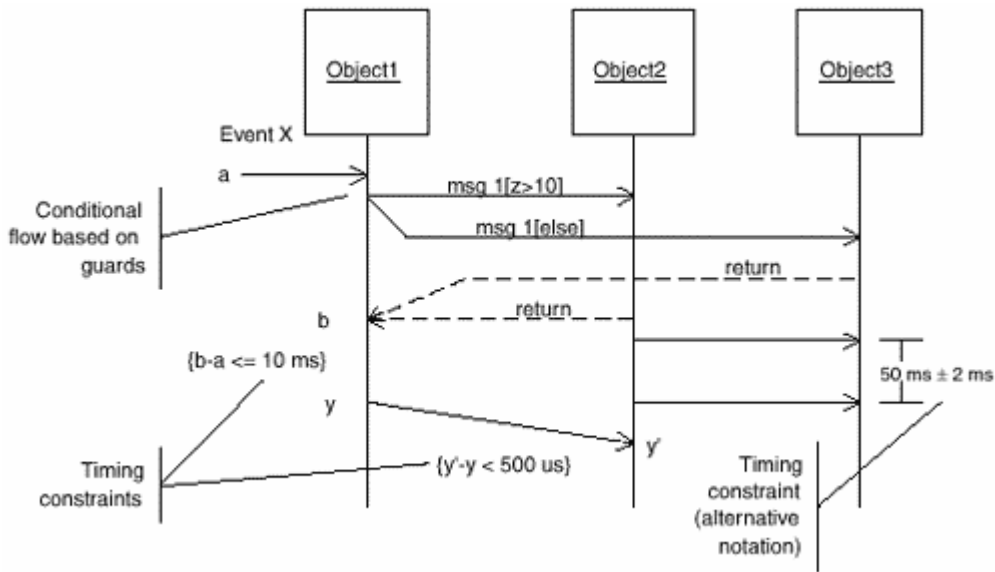 Object1
Object2
Object3
Event X
a
msg 1[z>10]
Conditional
flow based on
guards
msg 1[else]
return
return
b
{b-a <= 10 ms}
50 ms ± 2 ms
y
y'
{y'-y < 500 us}
Timing
constraints
Timing
constraint
(alternative
notation)